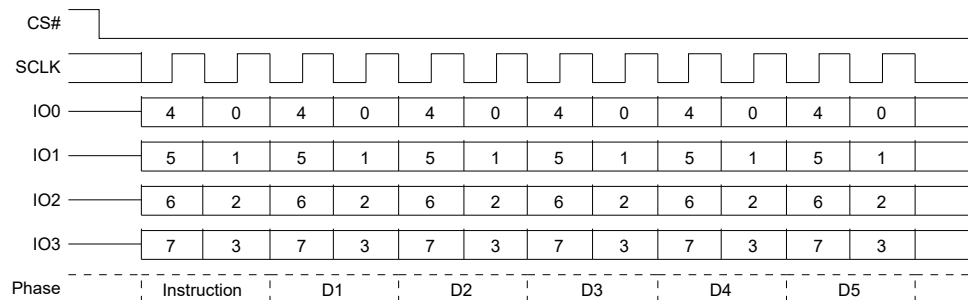 CS#
SCLK
IO0 4 0 4 0 4 0 4 0 4 0 4 0
IO1 5 1 5 1 5 1 5 1 5 1 5 1
IO2 6 2 6 2 6 2 6 2 6 2 6 2
IO3 7 3 7 3 7 3 7 3 7 3 7 3
Phase Instruction D1 D2 D3 D4 D5